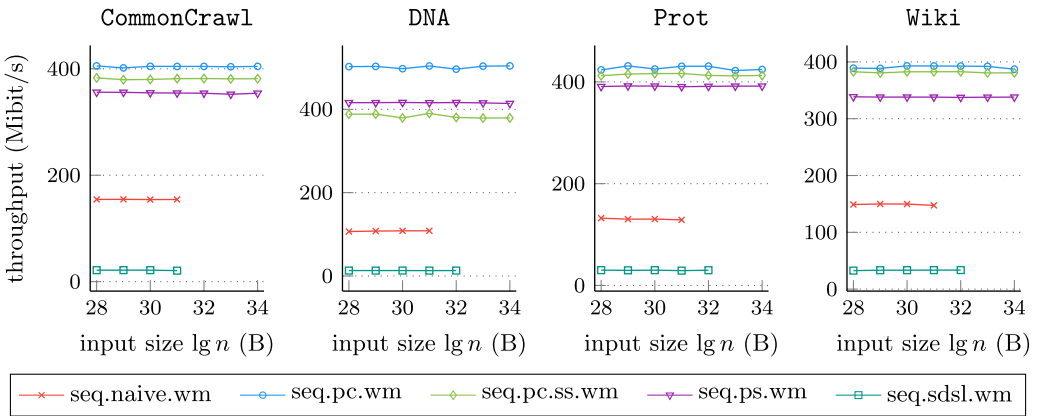 CommonCrawl DNA Prot Wiki
throughput (Mibit/s)
400
200
0
28 30 32 34
input size lg n (B)
400
200
0
28 30 32 34
input size lg n (B)
400
200
0
28 30 32 34
input size lg n (B)
400
300
200
100
0
28 30 32 34
input size lg n (B)
seq.naive.wm seq.pc.wm seq.pc.ss.wm seq.ps.wm seq.sdsl.wm